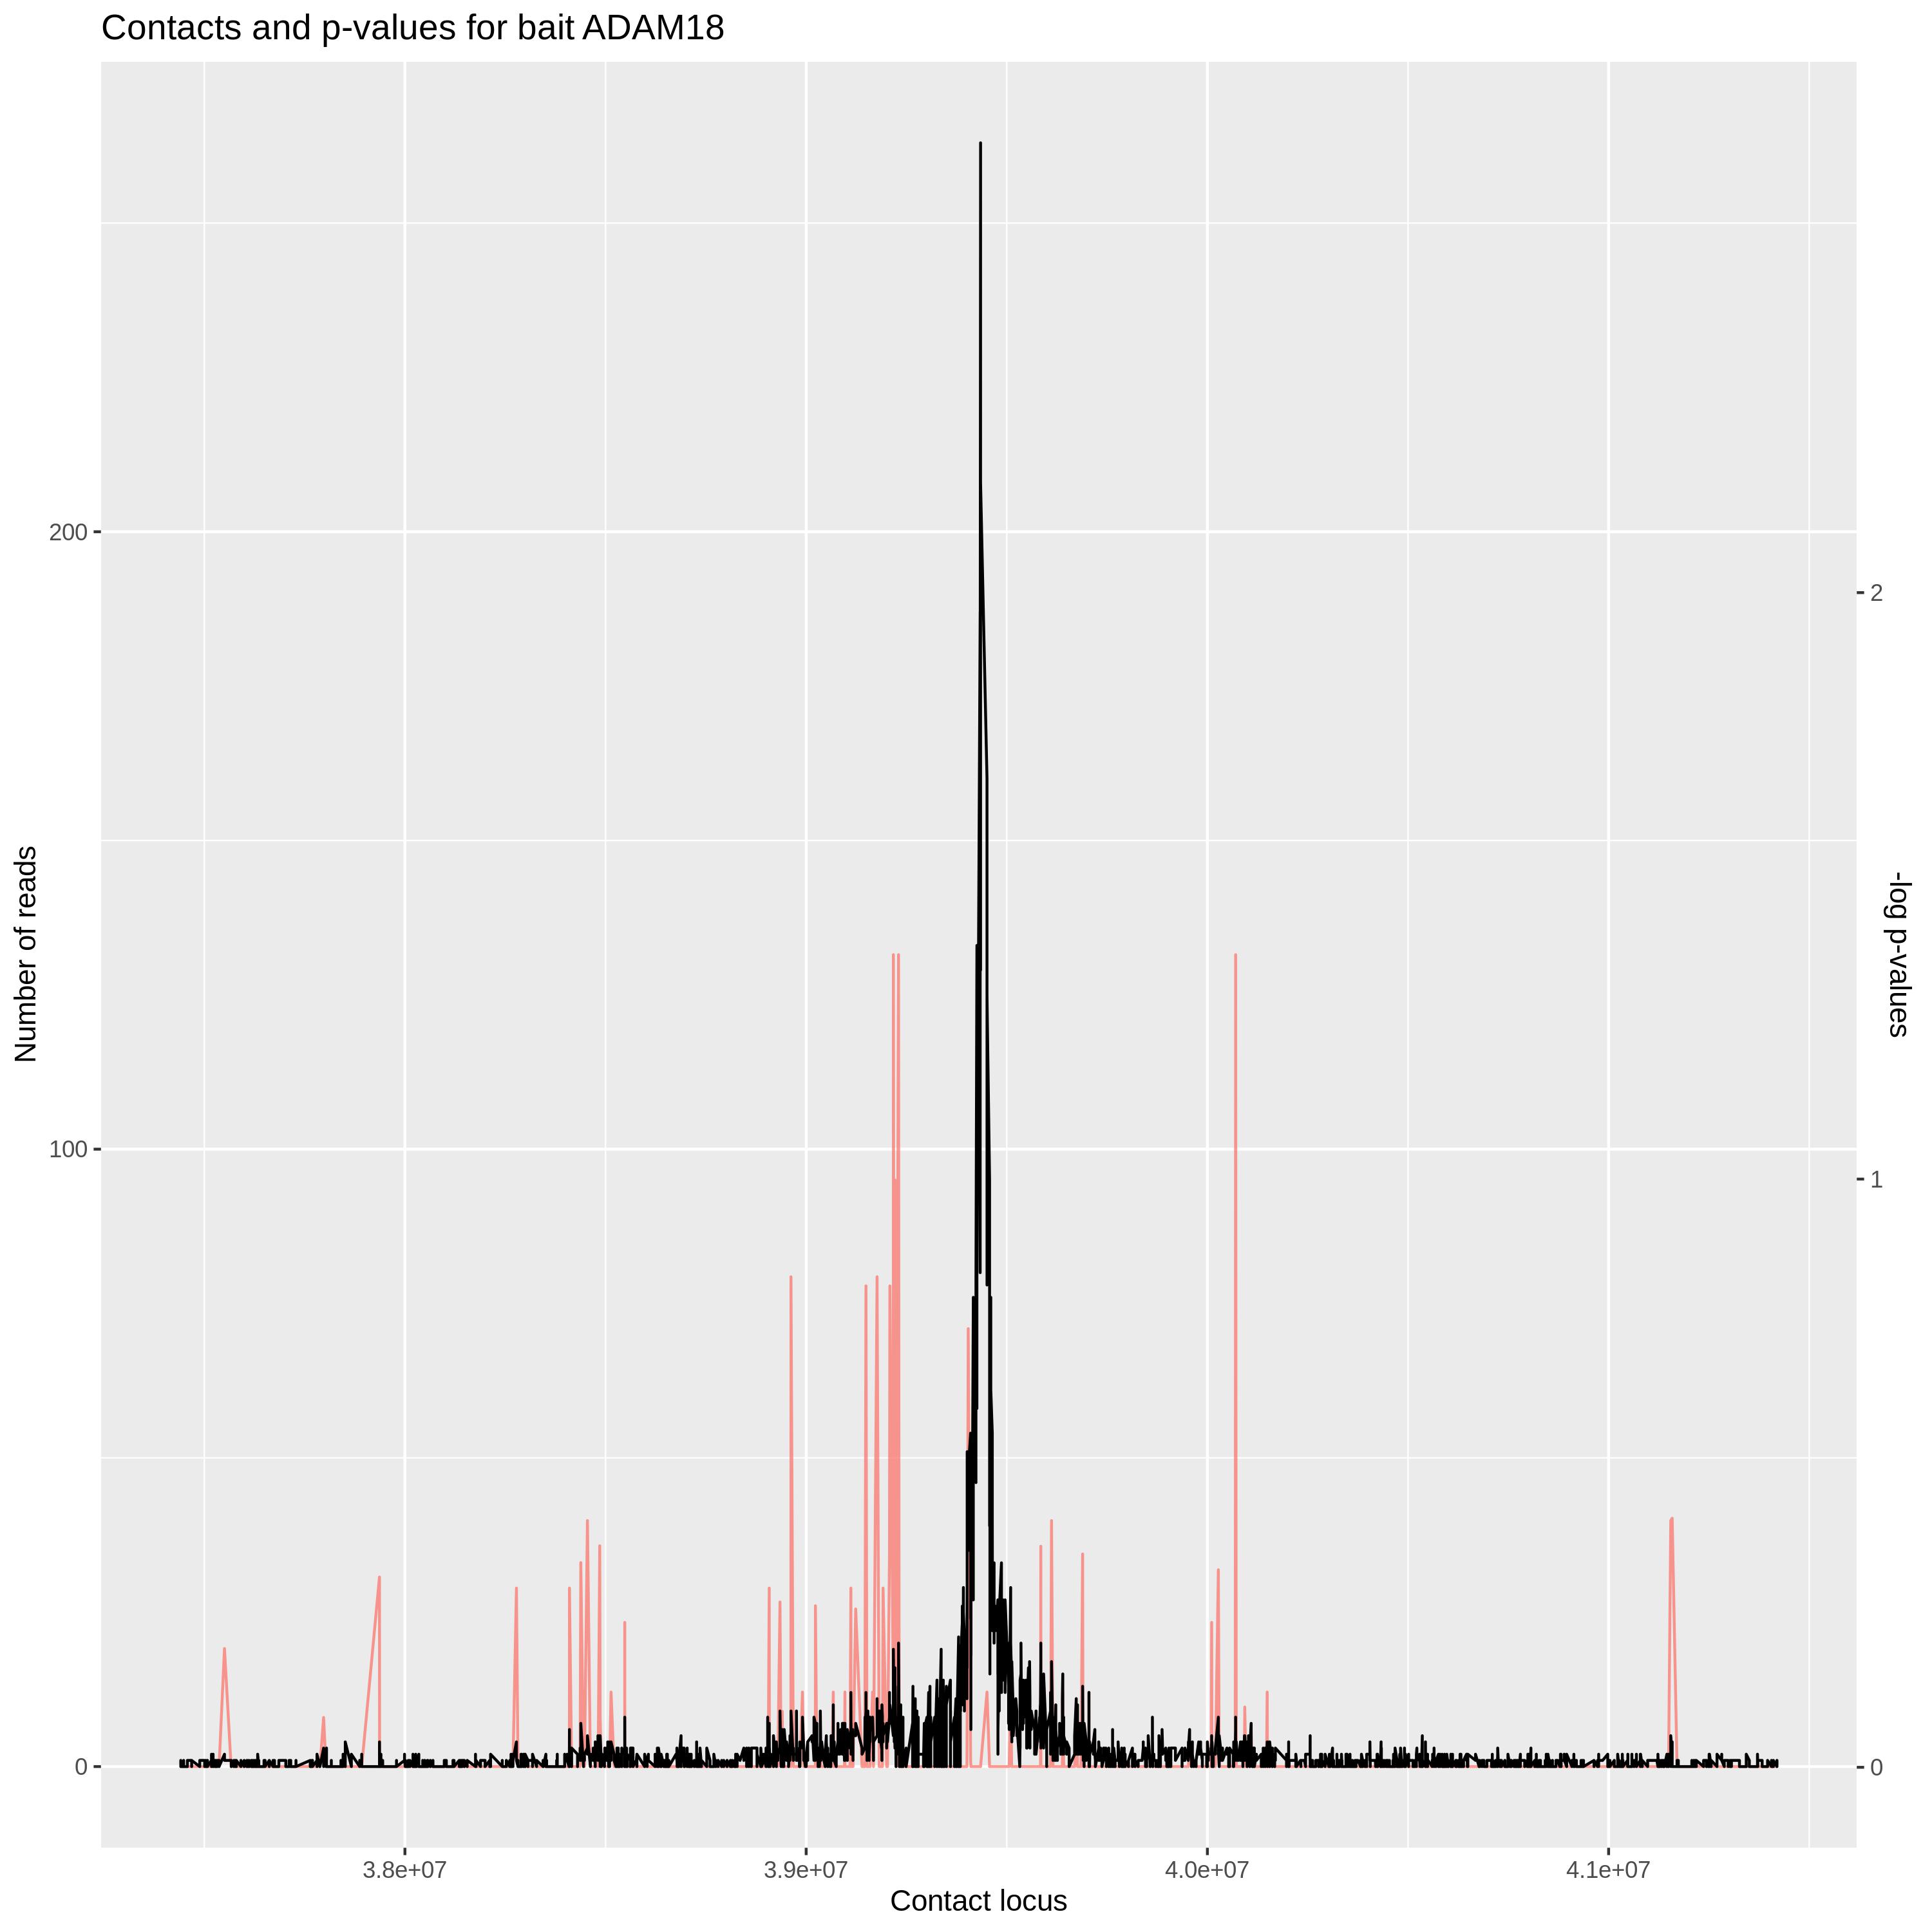 Contacts and p-values for bait ADAM18
Number of reads
200
100
0
-log p-values
2
1
0
3.8e+07
3.9e+07
4.0e+07
4.1e+07
Contact locus